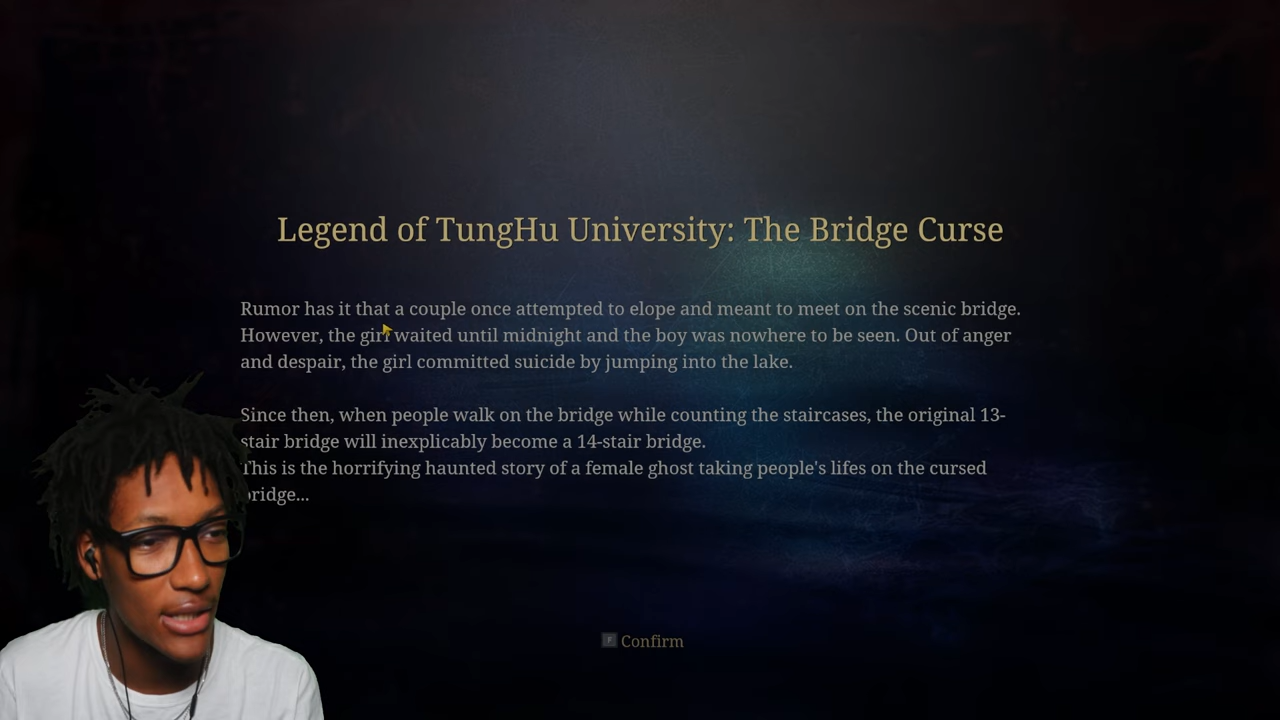 Legend of TungHu University: The Bridge Curse
Rumor has it that a couple once attempted to elope and meant to meet on the scenic bridge.
However, the girl waited until midnight and the boy was nowhere to be seen. Out of anger
and despair, the girl committed suicide by jumping into the lake.
Since then, when people walk on the bridge while counting the staircases, the original 13-
stair bridge will inexplicably become a 14-stair bridge.
This is the horrifying haunted story of a female ghost taking people's lifes on the cursed
bridge...
F Confirm